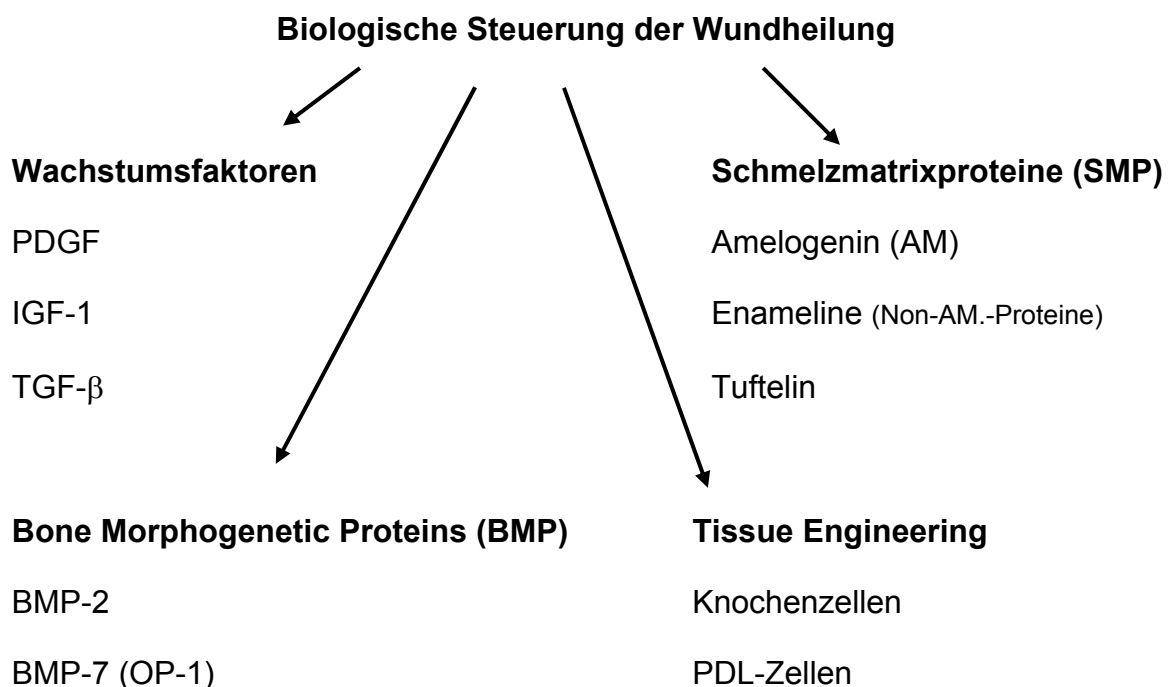 Biologische Steuerung der Wundheilung
Wachstumsfaktoren
PDGF
IGF-1
TGF-β
Schmelzmatrixproteine (SMP)
Amelogenin (AM)
Enameline (Non-AM.-Proteine)
Tuftelin
Bone Morphogenetic Proteins (BMP)
BMP-2
BMP-7 (OP-1)
Tissue Engineering
Knochenzellen
PDL-Zellen